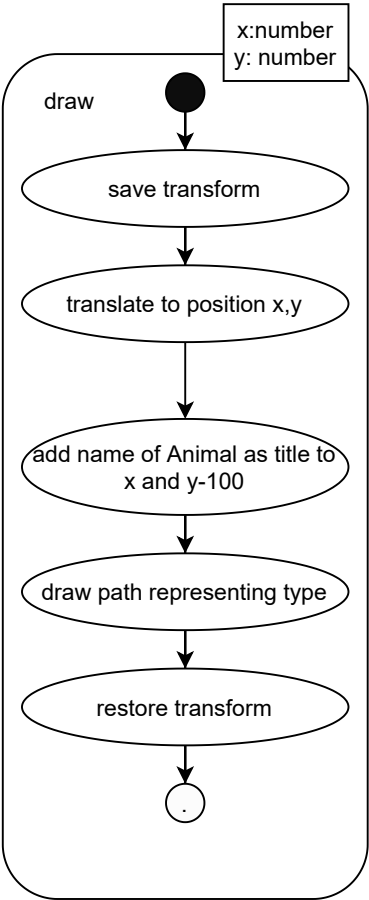 x:number
y: number
draw
save transform
translate to position x,y
add name of Animal as title to
x and y-100
draw path representing type
restore transform
.